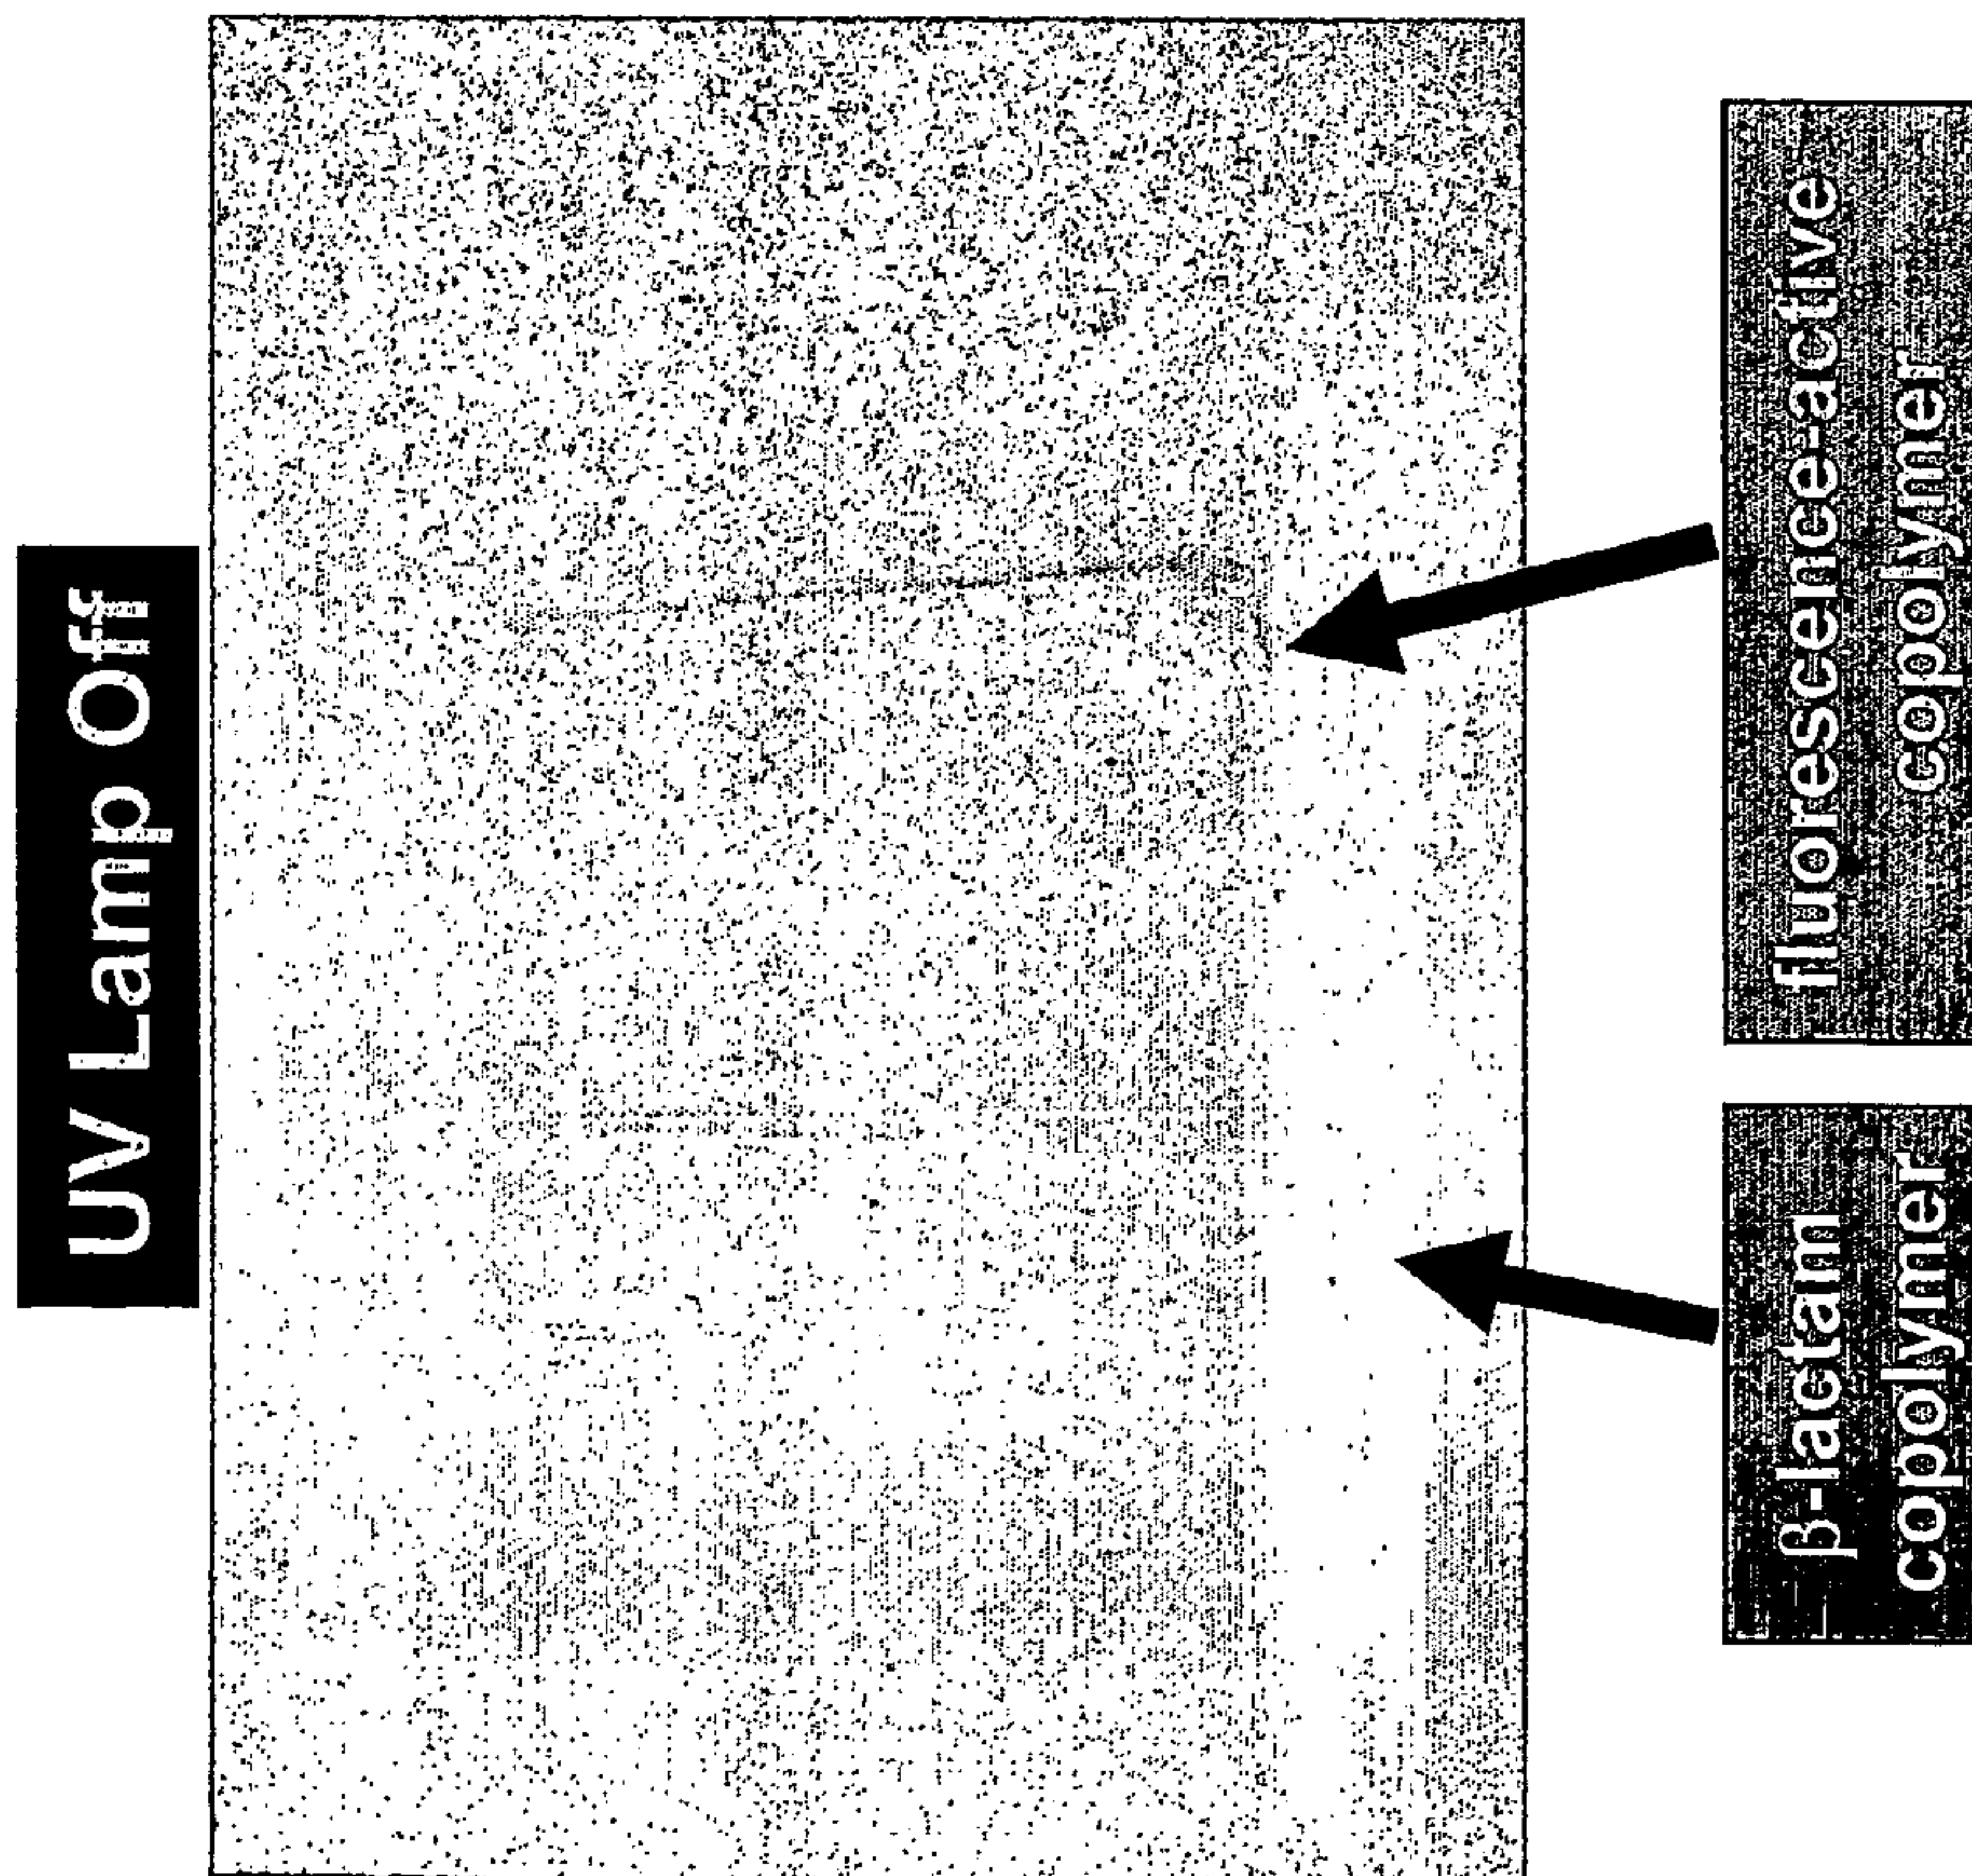 UV Lamp Off
β-lactam
copolymer
fluorescence-active
copolymer